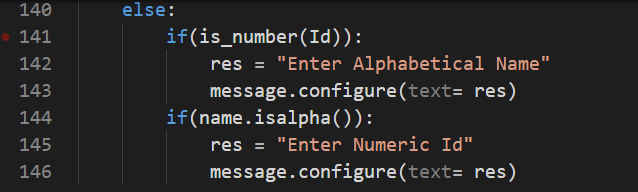 140 else:
141 if(is_number(Id)):
142 res = "Enter Alphabetical Name"
143 message.configure(text= res)
144 if(name.isalpha()):
145 res = "Enter Numeric Id"
146 message.configure(text= res)